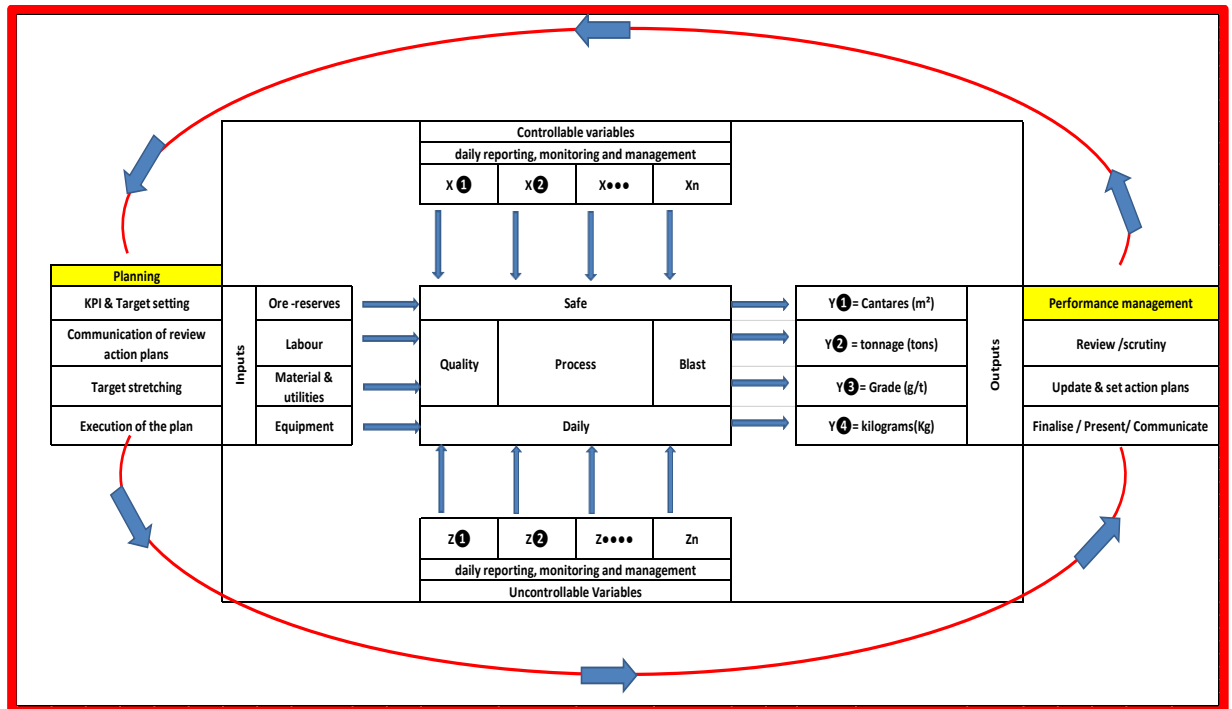 Controllable variables
daily reporting, monitoring and management
X ❶ X❷ X●●● Xn
Planning
KPI & Target setting
Communication of review
action plans
Target stretching
Execution of the plan
Inputs
Ore -reserves
Labour
Material &
utilities
Equipment
Safe
Quality Process Blast
Daily
Y❶= Cantares (m²)
Y❷ = tonnage (tons)
Y❸= Grade (g/t)
Y❹= kilograms(Kg)
Outputs
Performance management
Review /scrutiny
Update & set action plans
Finalise / Present/ Communicate
Z❶ Z❷ Z●●●● Zn
daily reporting, monitoring and management
Uncontrollable Variables